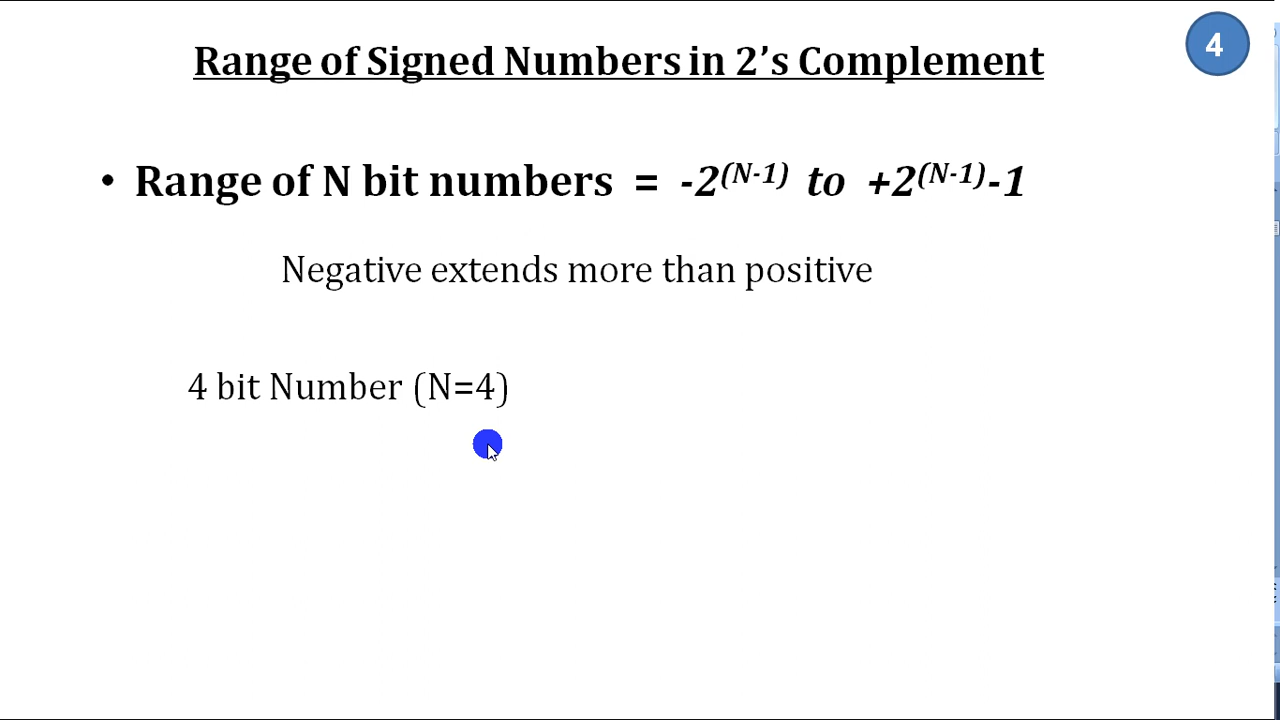 4
Range of Signed Numbers in 2’s Complement
• Range of N bit numbers = -2^(N-1) to +2^(N-1)-1
Negative extends more than positive
4 bit Number (N=4)